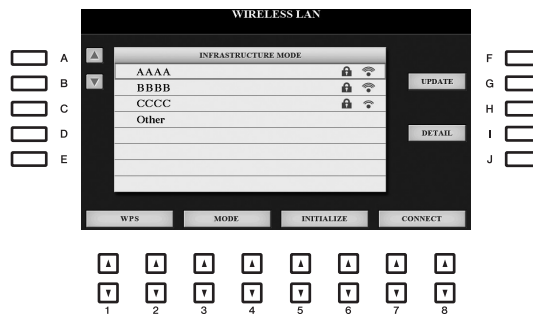 WIRELESS LAN
INFRASTRUCTURE MODE
AAAA
BBBB
CCCC
Other
UPDATE
DETAIL
WPS MODE INITIALIZE CONNECT
A
B
C
D
E
F
G
H
I
J
1 2 3 4 5 6 7 8